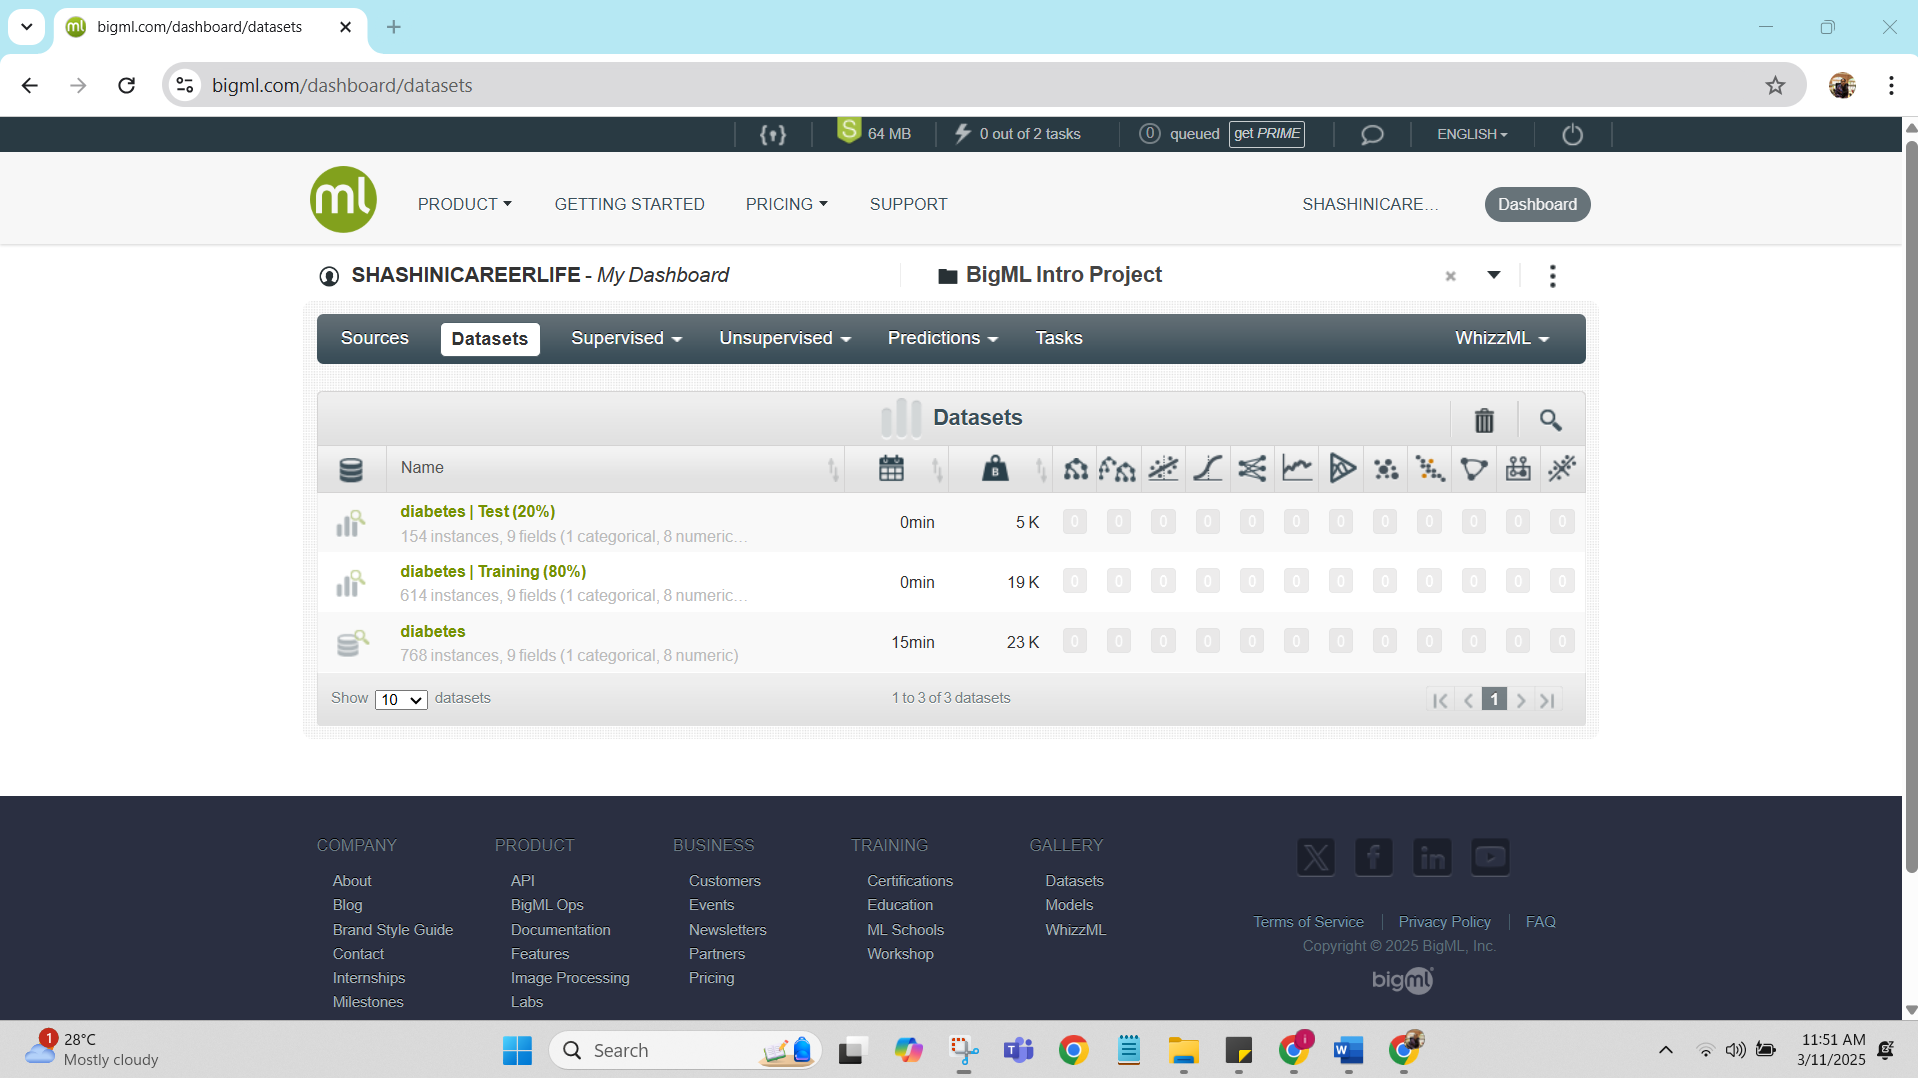 bigml.com/dashboard/datasets
bigml.com/dashboard/datasets
S 64 MB 0 out of 2 tasks 0 queued get PRIME ENGLISH
ml PRODUCT GETTING STARTED PRICING SUPPORT SHASHINICARE... Dashboard
SHASHINICAREERLIFE - My Dashboard BigML Intro Project
Sources Datasets Supervised Unsupervised Predictions Tasks WhizzML
Datasets
Name B
diabetes | Test (20%)
154 instances, 9 fields (1 categorical, 8 numeric...
0min 5 K 0 0 0 0 0 0 0 0 0 0 0 0
diabetes | Training (80%)
614 instances, 9 fields (1 categorical, 8 numeric...
0min 19 K 0 0 0 0 0 0 0 0 0 0 0 0
diabetes
768 instances, 9 fields (1 categorical, 8 numeric)
15min 23 K 0 0 0 0 0 0 0 0 0 0 0 0
Show 10 datasets 1 to 3 of 3 datasets 1
COMPANY
About
Blog
Brand Style Guide
Contact
Internships
Milestones
PRODUCT
API
BigML Ops
Documentation
Features
Image Processing
Labs
BUSINESS
Customers
Events
Newsletters
Partners
Pricing
TRAINING
Certifications
Education
ML Schools
Workshop
GALLERY
Datasets
Models
WhizzML
Terms of Service | Privacy Policy | FAQ
Copyright © 2025 BigML, Inc.
bigml
1 28°C
Mostly cloudy
Search
11:51 AM
3/11/2025